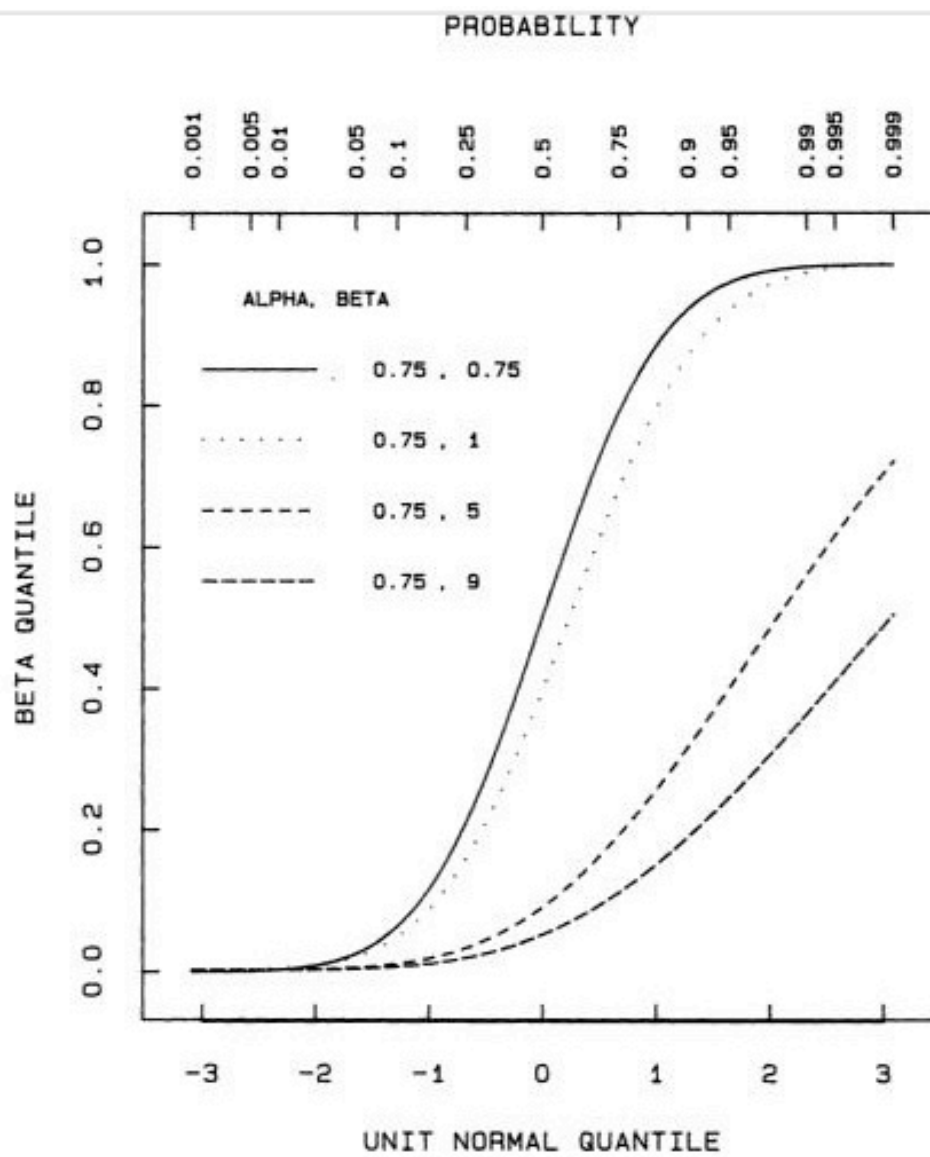 PROBABILITY
0.001 0.005 0.01 0.05 0.1 0.25 0.5 0.75 0.9 0.95 0.99 0.995 0.999
BETA QUANTILE
1.0
0.8
0.6
0.4
0.2
0.0
ALPHA, BETA
0.75 , 0.75
0.75 , 1
0.75 , 5
0.75 , 9
-3 -2 -1 0 1 2 3
UNIT NORMAL QUANTILE